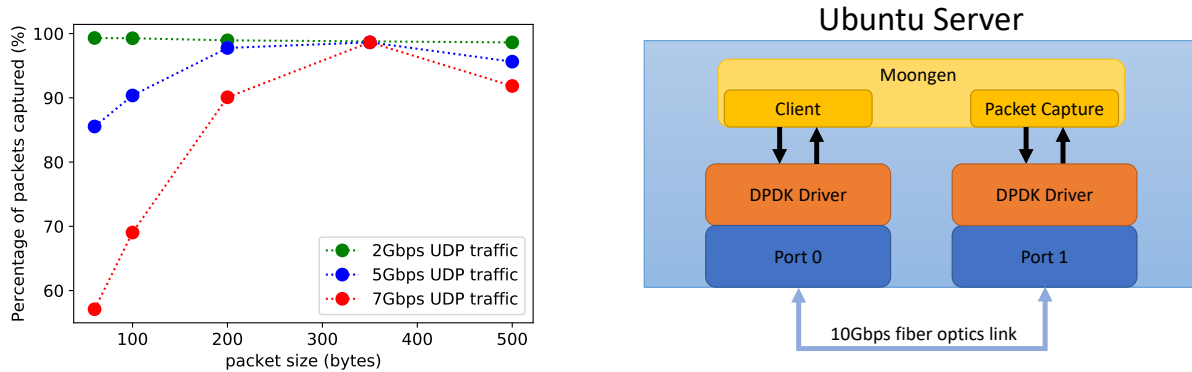 Percentage of packets captured (%)
100
90
80
70
60
100
200
300
400
500
packet size (bytes)
2Gbps UDP traffic
5Gbps UDP traffic
7Gbps UDP traffic
Ubuntu Server
Moongen
Client
Packet Capture
DPDK Driver
DPDK Driver
Port 0
Port 1
10Gbps fiber optics link